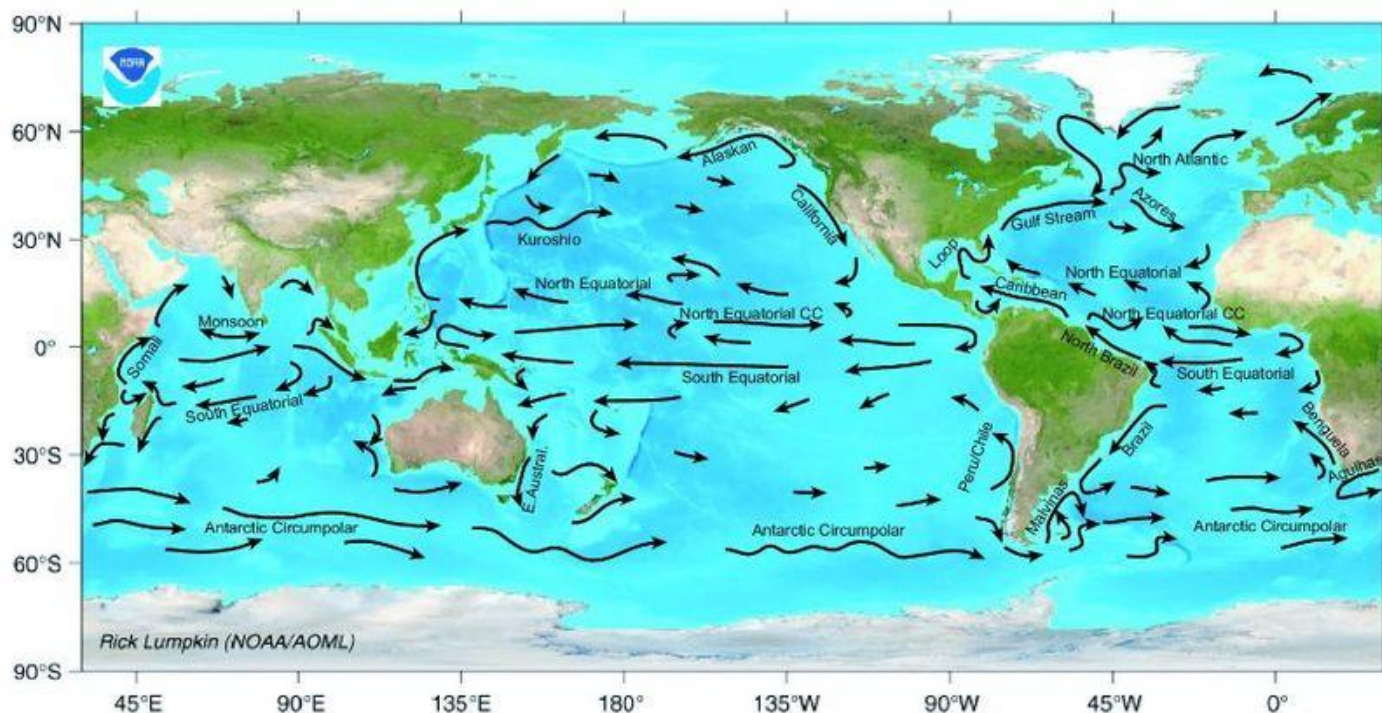 90°N
60°N
30°N
0°
30°S
60°S
90°S
NOAA
Alaskan
North Atlantic
California
Azores
Gulf Stream
Kuroshio
Loop
North Equatorial
North Equatorial
Caribbean
Monsoon
North Equatorial CC
North Equatorial CC
Somali
North Brazil
South Equatorial
South Equatorial
South Equatorial
Benguela
Brazil
Peru/Chile
Agulhas
E.Austral.
Malvinas
Antarctic Circumpolar
Antarctic Circumpolar
Antarctic Circumpolar
Rick Lumpkin (NOAA/AOML)
45°E
90°E
135°E
180°
135°W
90°W
45°W
0°